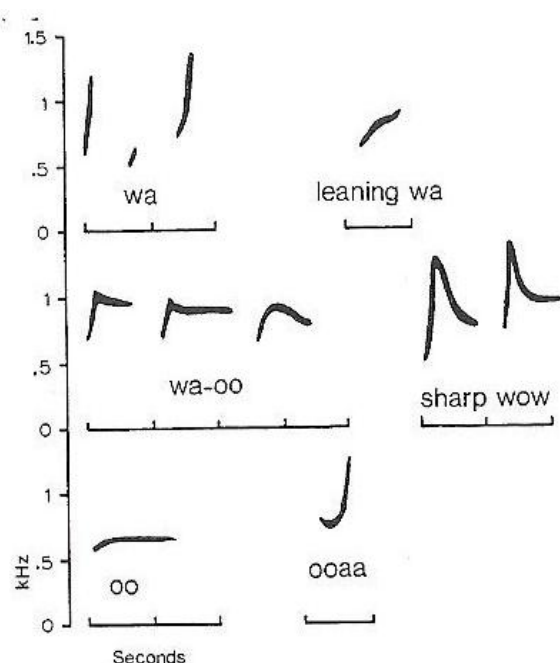 1.5
1
.5
0
wa
leaning wa
1
.5
0
wa-oo
sharp wow
1
.5
0
kHz
oo
ooaa
Seconds